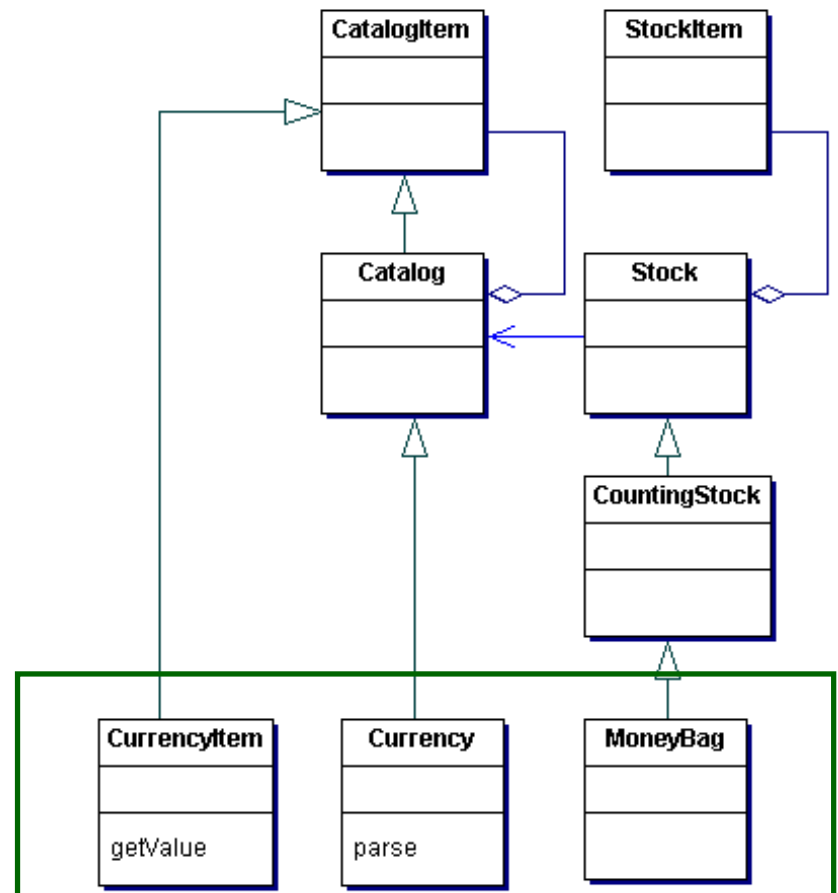 CatalogItem
StockItem
Catalog
Stock
CountingStock
CurrencyItem
getValue
Currency
parse
MoneyBag